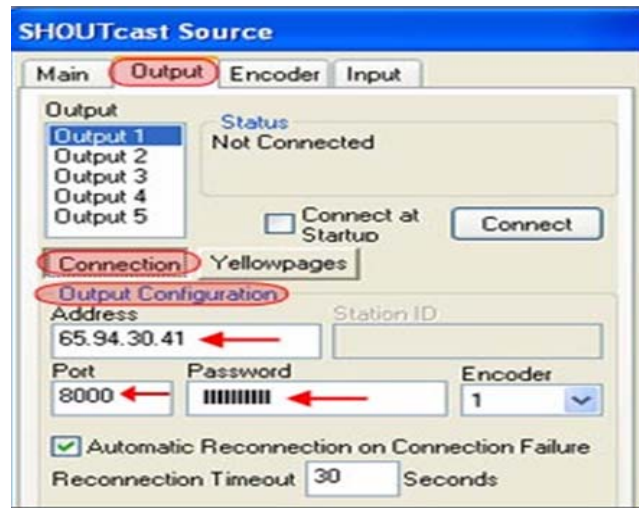 SHOUTcast Source
Main Output Encoder Input
Output
Output 1
Output 2
Output 3
Output 4
Output 5
Status
Not Connected
Connect at
Startup
Connect
Connection Yellowpages
Output Configuration
Address Station ID
65.94.30.41
Port Password Encoder
8000 1
Automatic Reconnection on Connection Failure
Reconnection Timeout 30 Seconds